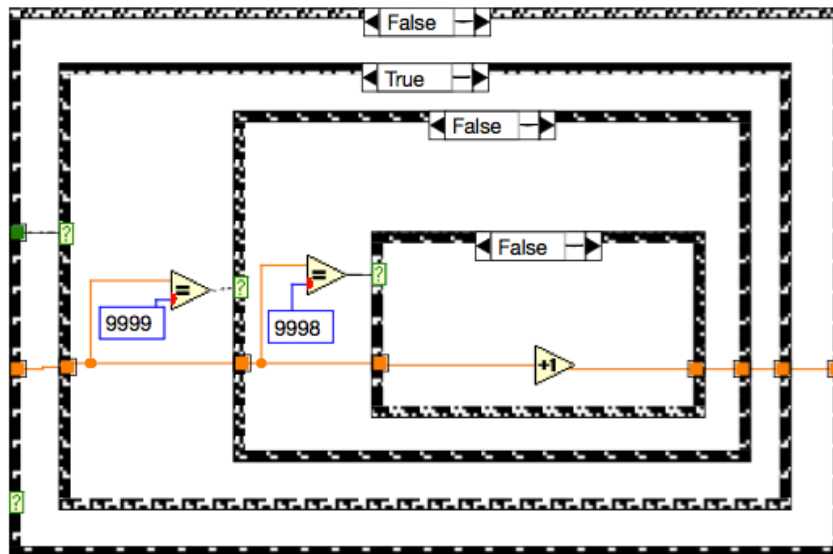 False
True
False
False
=
=
9999
9998
+1
?
?
?
?